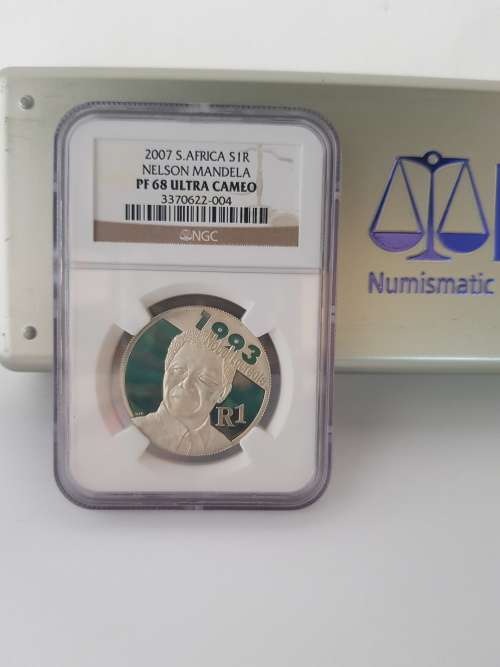 2007 S.AFRICA S1R
NELSON MANDELA
PF 68 ULTRA CAMEO
3370622-004
NGC
Numismatic
1993
R1